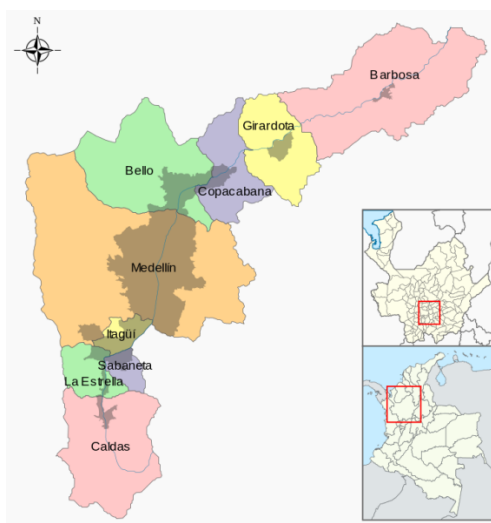 N
Barbosa
Girardota
Bello
Copacabana
Medellín
Itagüí
Sabaneta
La Estrella
Caldas